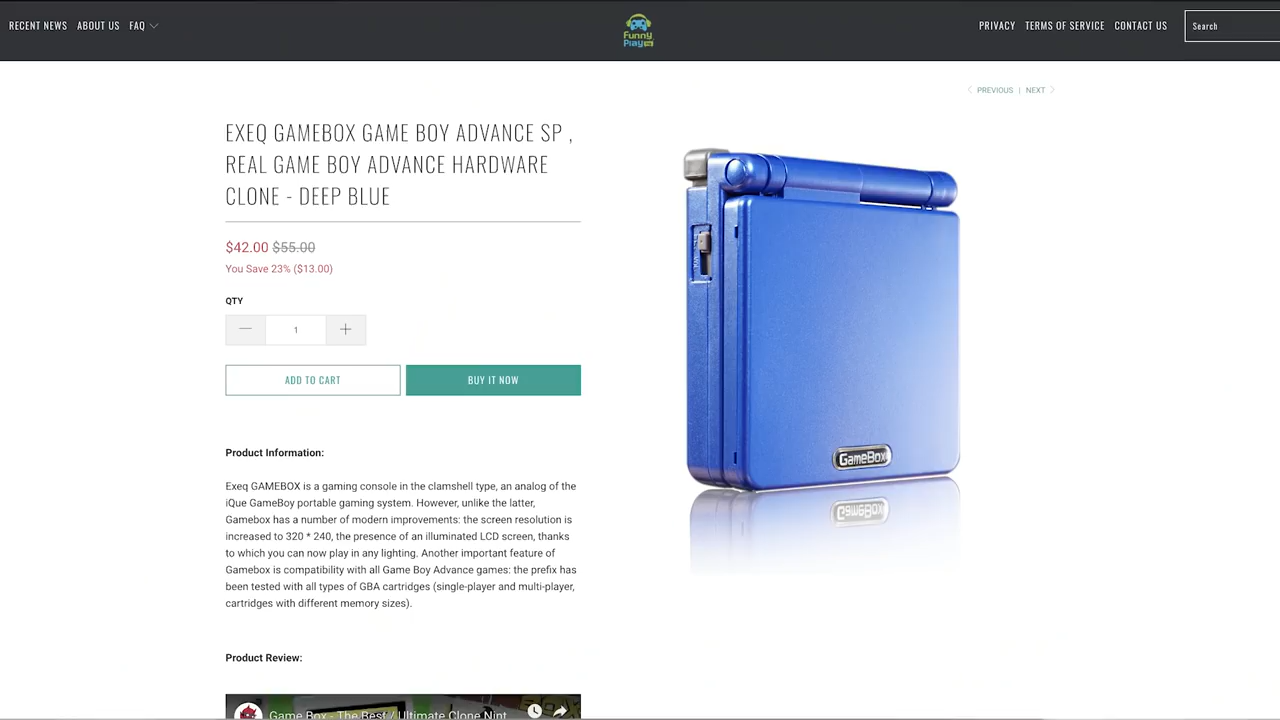 RECENT NEWS ABOUT US FAQ
Funny
Playing
PRIVACY TERMS OF SERVICE CONTACT US Search
PREVIOUS | NEXT
EXEQ GAMEBOX GAME BOY ADVANCE SP ,
REAL GAME BOY ADVANCE HARDWARE
CLONE - DEEP BLUE
$42.00 $55.00
You Save 23% ($13.00)
QTY
1
ADD TO CART BUY IT NOW
GameBox
Product Information:
Exeq GAMEBOX is a gaming console in the clamshell type, an analog of the
iQue GameBoy portable gaming system. However, unlike the latter,
Gamebox has a number of modern improvements: the screen resolution is
increased to 320 * 240, the presence of an illuminated LCD screen, thanks
to which you can now play in any lighting. Another important feature of
Gamebox is compatibility with all Game Boy Advance games: the prefix has
been tested with all types of GBA cartridges (single-player and multi-player,
cartridges with different memory sizes).
Product Review:
Game Box - The Best / Ultimate Clone Nint